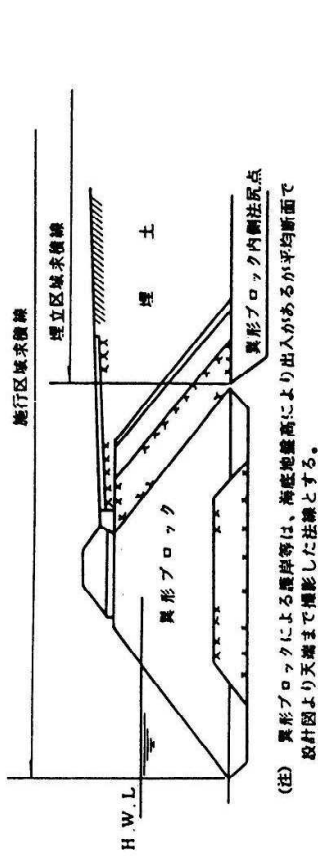 施行区域求積線
埋立区域求積線
埋 土
異形ブロック
H.W.L
異形ブロック内側法尻点
(注) 異形ブロックによる護岸等は、海底地盤高により出入があるが平均断面で
設計図より天端まで撮影した法線とする。